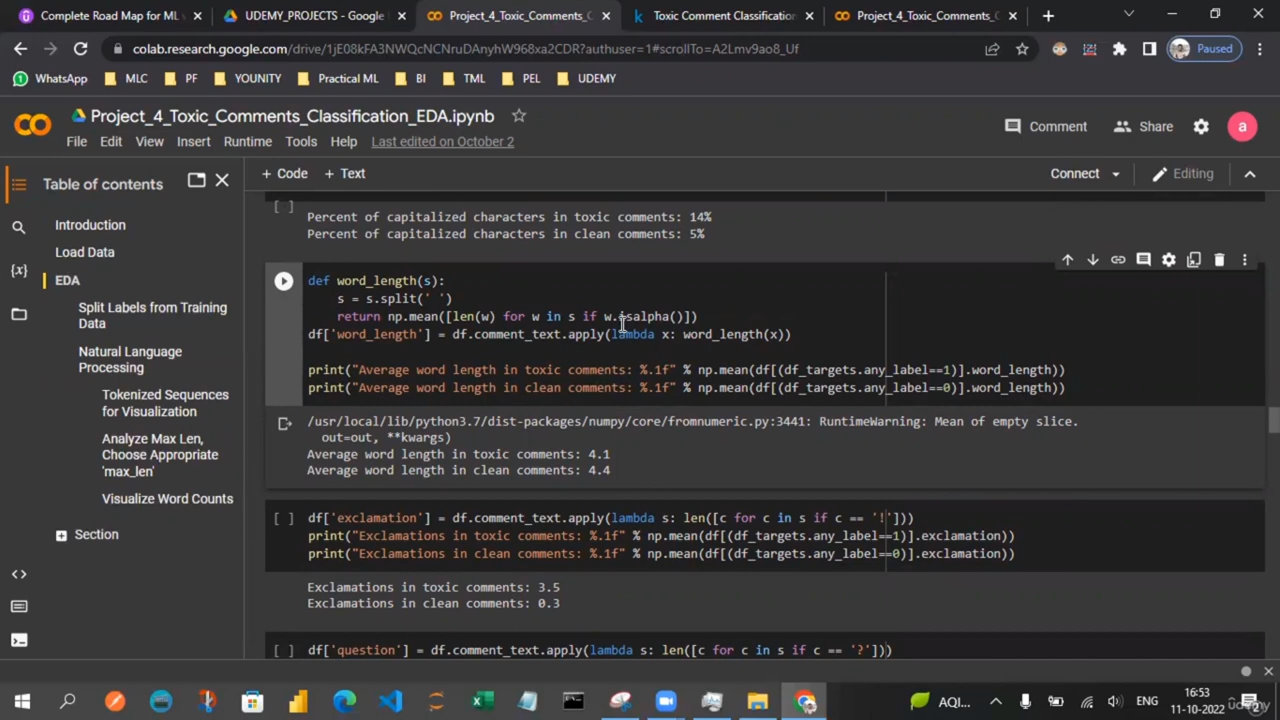 Complete Road Map for ML
UDEMY_PROJECTS - Google
Project_4_Toxic_Comments_C
Toxic Comment Classification
Project_4_Toxic_Comments_C
colab.research.google.com/drive/1jE08kFA3NWQcNCNruDAnyhW968xa2CDR?authuser=1#scrollTo=A2Lmv9ao8_Uf
Paused
WhatsApp MLC PF YOUNITY Practical ML BI TML PEL UDEMY
Project_4_Toxic_Comments_Classification_EDA.ipynb
Comment Share a
File Edit View Insert Runtime Tools Help Last edited on October 2
Table of contents
+ Code + Text Connect Editing
Introduction
Load Data
EDA
Split Labels from Training Data
Natural Language Processing
Tokenized Sequences for Visualization
Analyze Max Len, Choose Appropriate 'max_len'
Visualize Word Counts
Section
[ ] Percent of capitalized characters in toxic comments: 14%
Percent of capitalized characters in clean comments: 5%
def word_length(s):
s = s.split(' ')
return np.mean([len(w) for w in s if w.isalpha()])
df['word_length'] = df.comment_text.apply(lambda x: word_length(x))
print("Average word length in toxic comments: %.1f" % np.mean(df[(df_targets.any_label==1)].word_length))
print("Average word length in clean comments: %.1f" % np.mean(df[(df_targets.any_label==0)].word_length))
/usr/local/lib/python3.7/dist-packages/numpy/core/fromnumeric.py:3441: RuntimeWarning: Mean of empty slice.
out=out, **kwargs)
Average word length in toxic comments: 4.1
Average word length in clean comments: 4.4
[ ] df['exclamation'] = df.comment_text.apply(lambda s: len([c for c in s if c == '!']))
print("Exclamations in toxic comments: %.1f" % np.mean(df[(df_targets.any_label==1)].exclamation))
print("Exclamations in clean comments: %.1f" % np.mean(df[(df_targets.any_label==0)].exclamation))
Exclamations in toxic comments: 3.5
Exclamations in clean comments: 0.3
[ ] df['question'] = df.comment_text.apply(lambda s: len([c for c in s if c == '?']))
AQI... ENG 16:53
11-10-2022
udemy